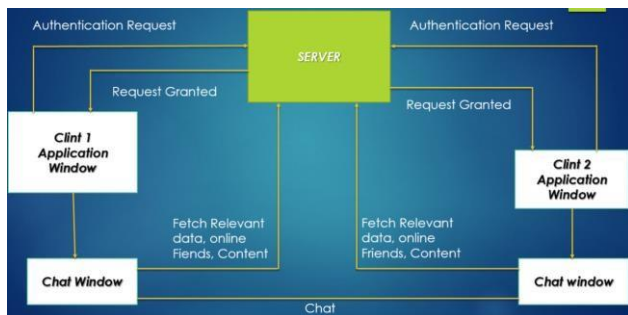 Authentication Request
Authentication Request
SERVER
Request Granted
Request Granted
Clint 1
Application
Window
Clint 2
Application
Window
Fetch Relevant
data, online
Fiends, Content
Fetch Relevant
data, online
Friends, Content
Chat Window
Chat window
Chat